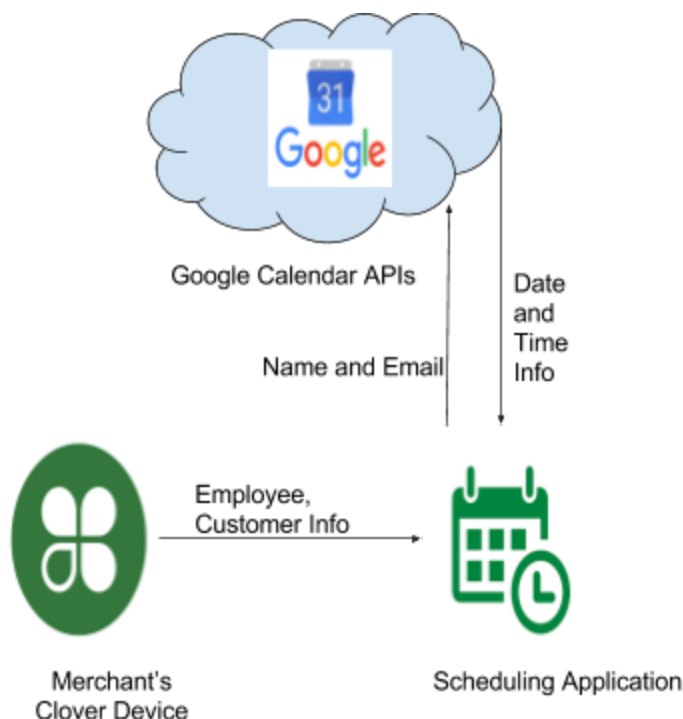 31
Google
Google Calendar APIs
Date
and
Time
Info
Name and Email
Employee,
Customer Info
Merchant's
Clover Device
Scheduling Application